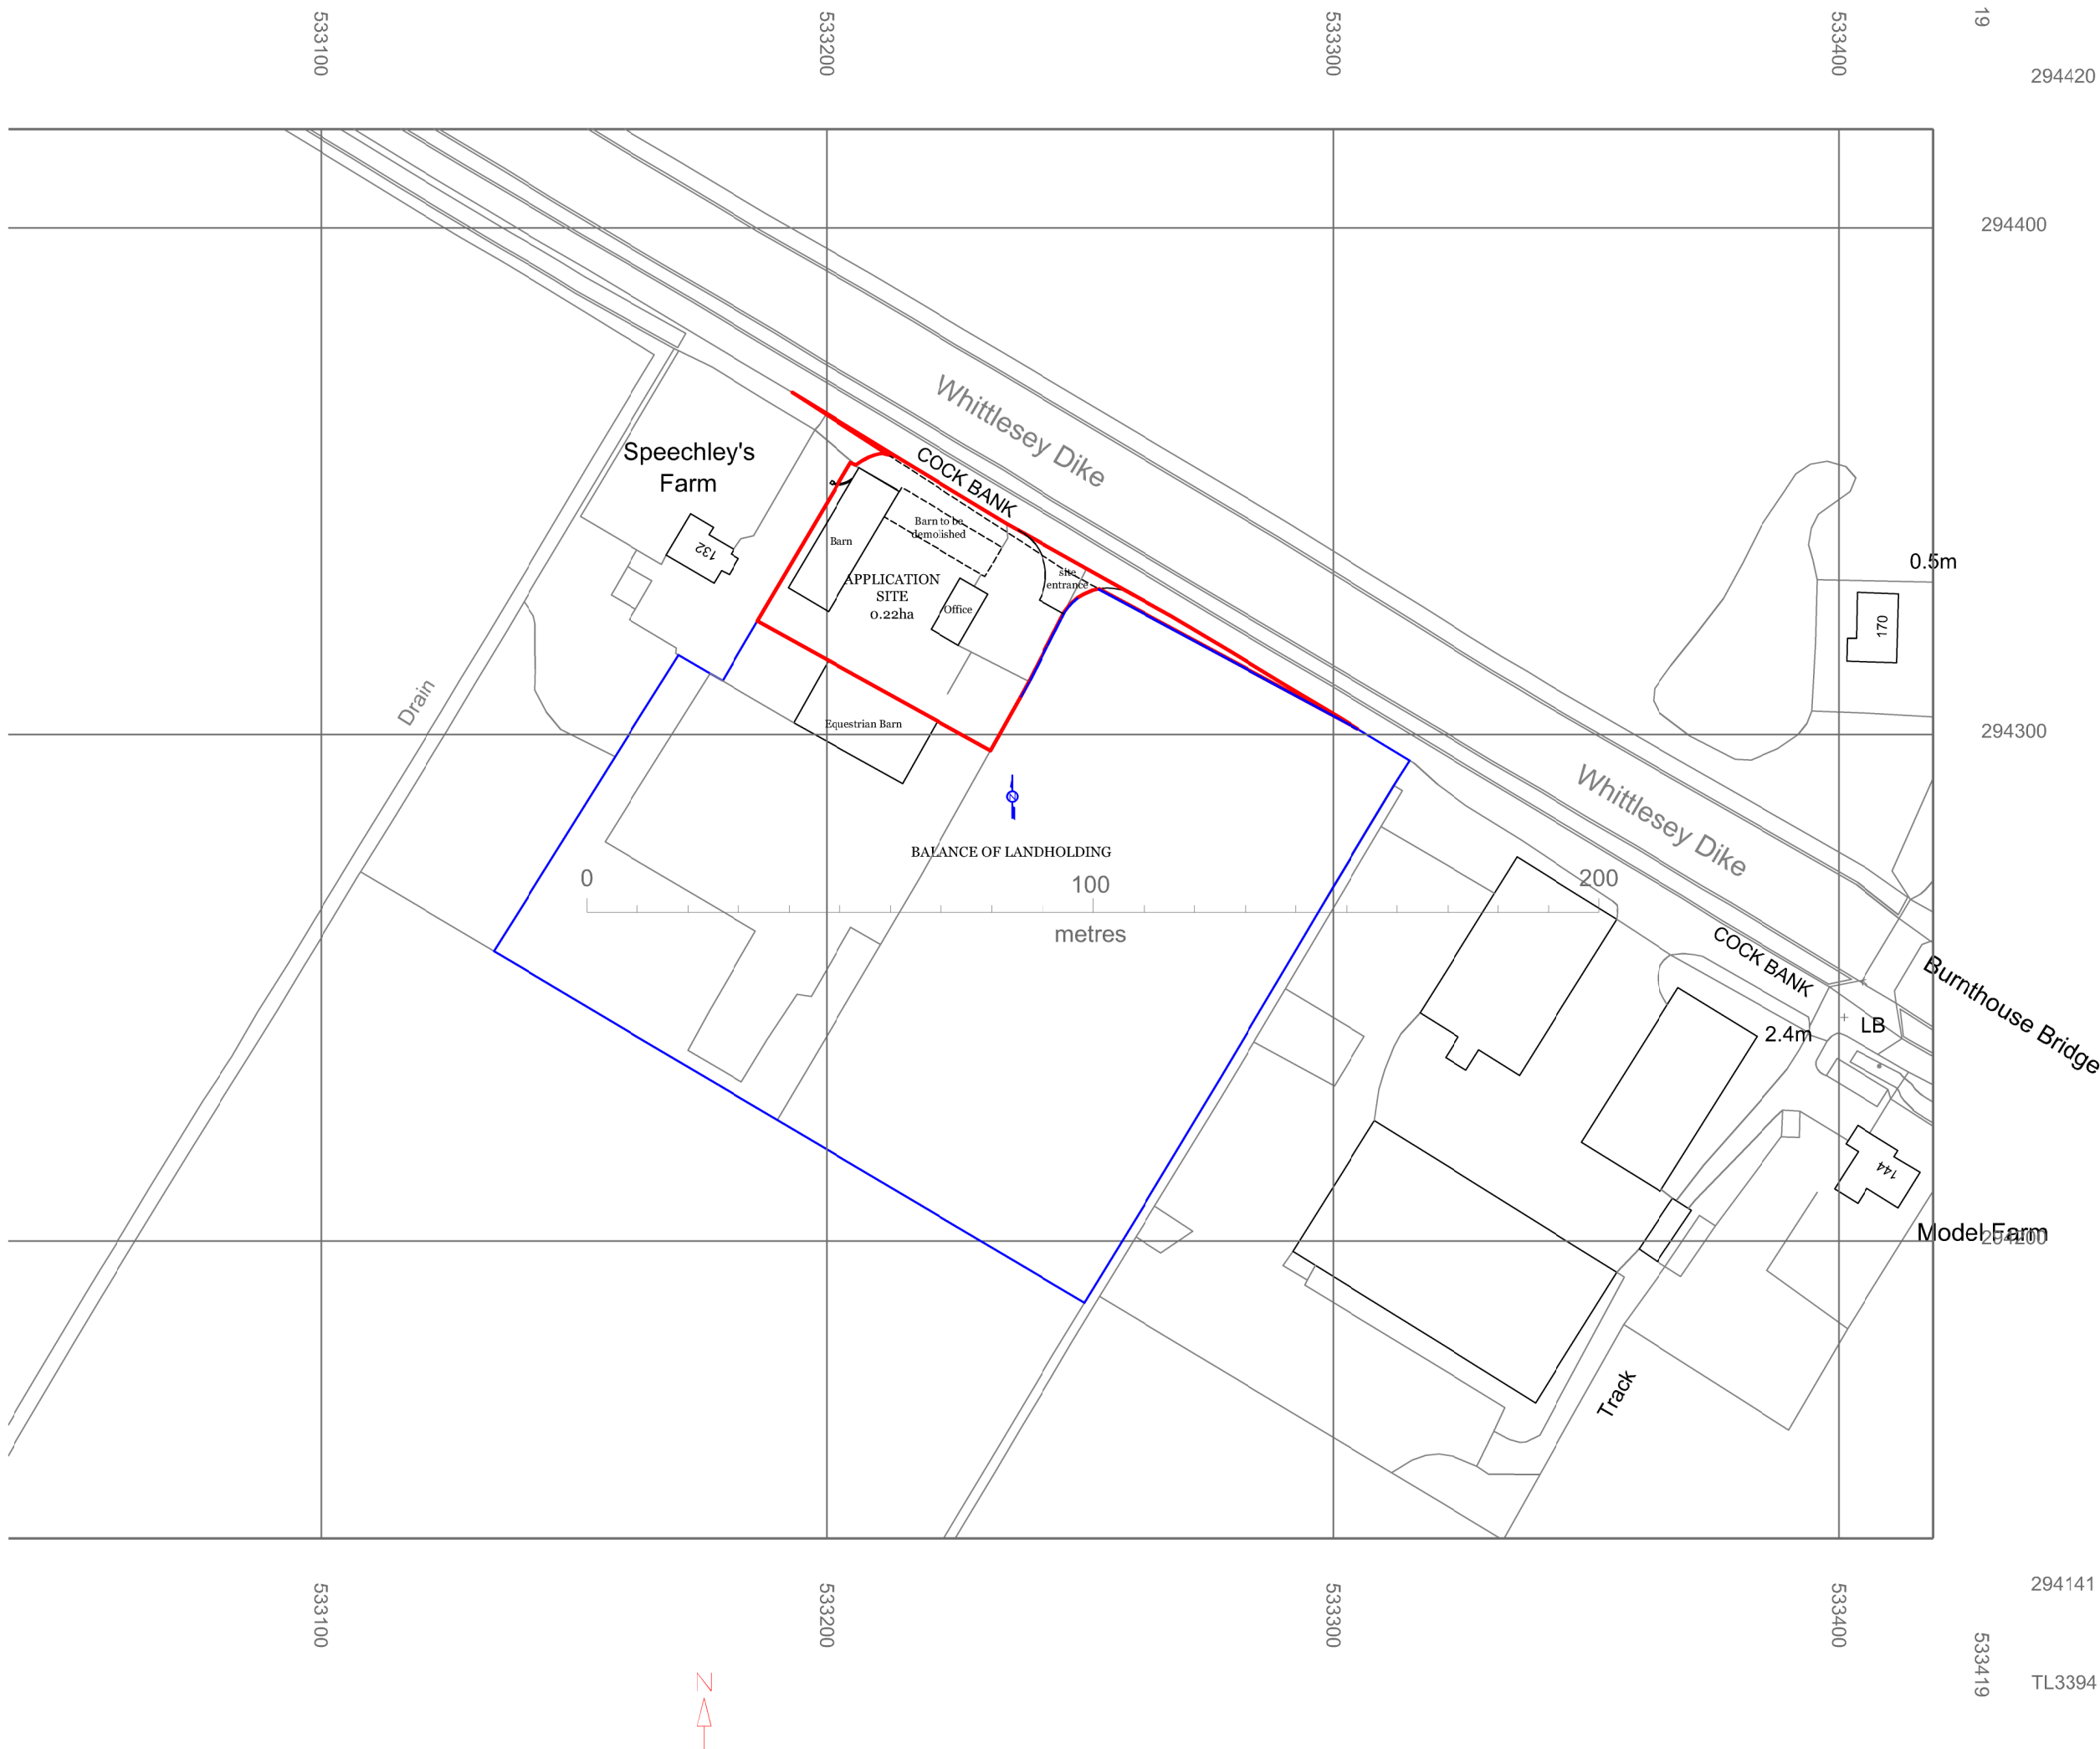 533100
533200
533300
533400
19
294420
294400
Whittlesey Dike
COCK BANK
Speechley's
Farm
132
Barn to be
demolished
Barn
APPLICATION
SITE
0.22ha
Office
site
entrance
0.5m
170
Drain
Equestrian Barn
294300
N
Whittlesey Dike
BALANCE OF LANDHOLDING
0
100
200
metres
COCK BANK
Burnthouse Bridge
LB
2.4m
144
Model Farm
294200
Track
533100
533200
533300
533400
294141
533419
TL3394
N